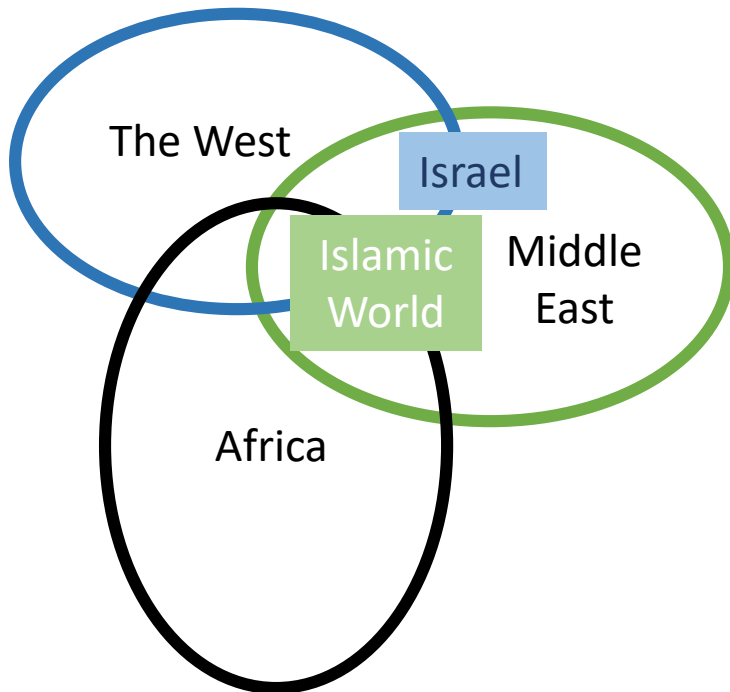 The West
Israel
Islamic
World
Middle
East
Africa